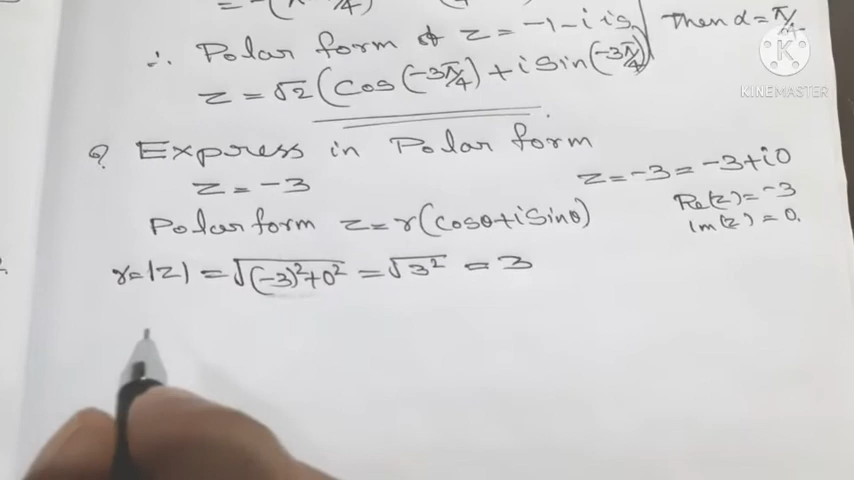 ∴ Polar form of z = -1-i is then α = π/4
z = √2 (cos(-3π/4) + i sin(-3π/4))
KINEMASTER
Q Express in Polar form
z = -3
z = -3 = -3+i0
Re(z) = -3
Im(z) = 0.
Polar form z = r(cosθ+i sinθ)
r = |z| = √(-3)²+0² = √3² = 3